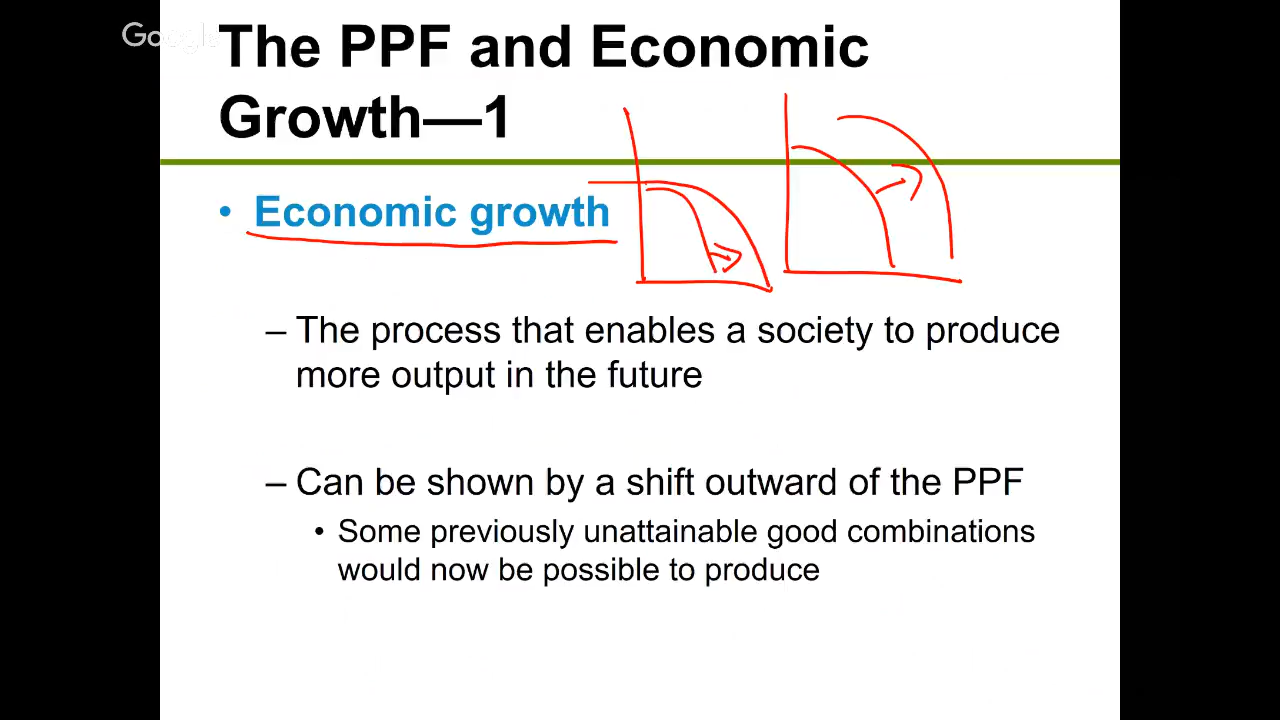 Google
The PPF and Economic
Growth—1
• Economic growth
– The process that enables a society to produce
more output in the future
– Can be shown by a shift outward of the PPF
• Some previously unattainable good combinations
would now be possible to produce